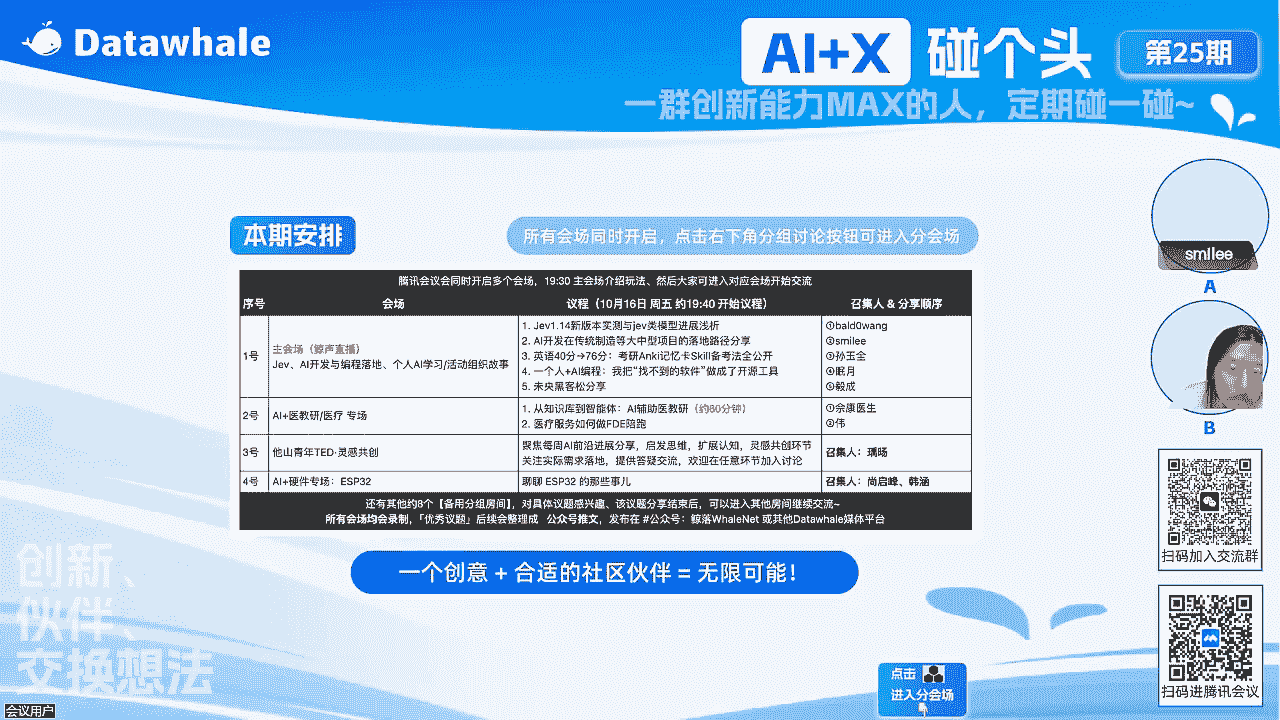 Datawhale
AI+X 碰个头
第25期
一群创新能力MAX的人，定期碰一碰~
本期安排
所有会场同时开启，点击右下角分组讨论按钮可进入分会场
腾讯会议会同时开启多个会场，19:30 主会场介绍玩法、然后大家可进入对应会场开始交流
序号 会场 议程（10月16日 周五 约19:40 开始议程） 召集人 & 分享顺序
1号
主会场（鲸声直播）
Jev、AI开发与编程落地、个人AI学习/活动组织故事
1. Jev1.14新版本实测与jev类模型进展浅析
2. AI开发在传统制造等大中型项目的落地路径分享
3. 英语40分→76分：考研Anki记忆卡Skill备考法全公开
4. 一个人+AI编程：我把“找不到的软件”做成了开源工具
5. 未央黑客松分享
①bald0wang
②smilee
③孙玉全
④眠月
⑤毅成
2号
AI+医教研/医疗 专场
1. 从知识库到智能体：AI辅助医教研（约60分钟）
2. 医疗服务如何做FDE陪跑
①余康医生
②伟
3号
他山青年TED·灵感共创
聚焦每周AI前沿进展分享，启发思维，扩展认知，灵感共创环节
关注实际需求落地，提供答疑交流，欢迎在任意环节加入讨论
召集人：瑀旸
4号
AI+硬件专场：ESP32
聊聊 ESP32 的那些事儿
召集人：尚启峰、韩涵
还有其他约8个【备用分组房间】，对具体议题感兴趣、该议题分享结束后，可以进入其他房间继续交流~
所有会场均会录制，「优秀议题」后续会整理成 公众号推文，发布在 #公众号：鲸落WhaleNet 或其他Datawhale媒体平台
一个创意 + 合适的社区伙伴 = 无限可能！
smilee
A
B
扫码加入交流群
扫码进腾讯会议
点击
进入分会场
创新、
伙伴、
交换想法
会议用户